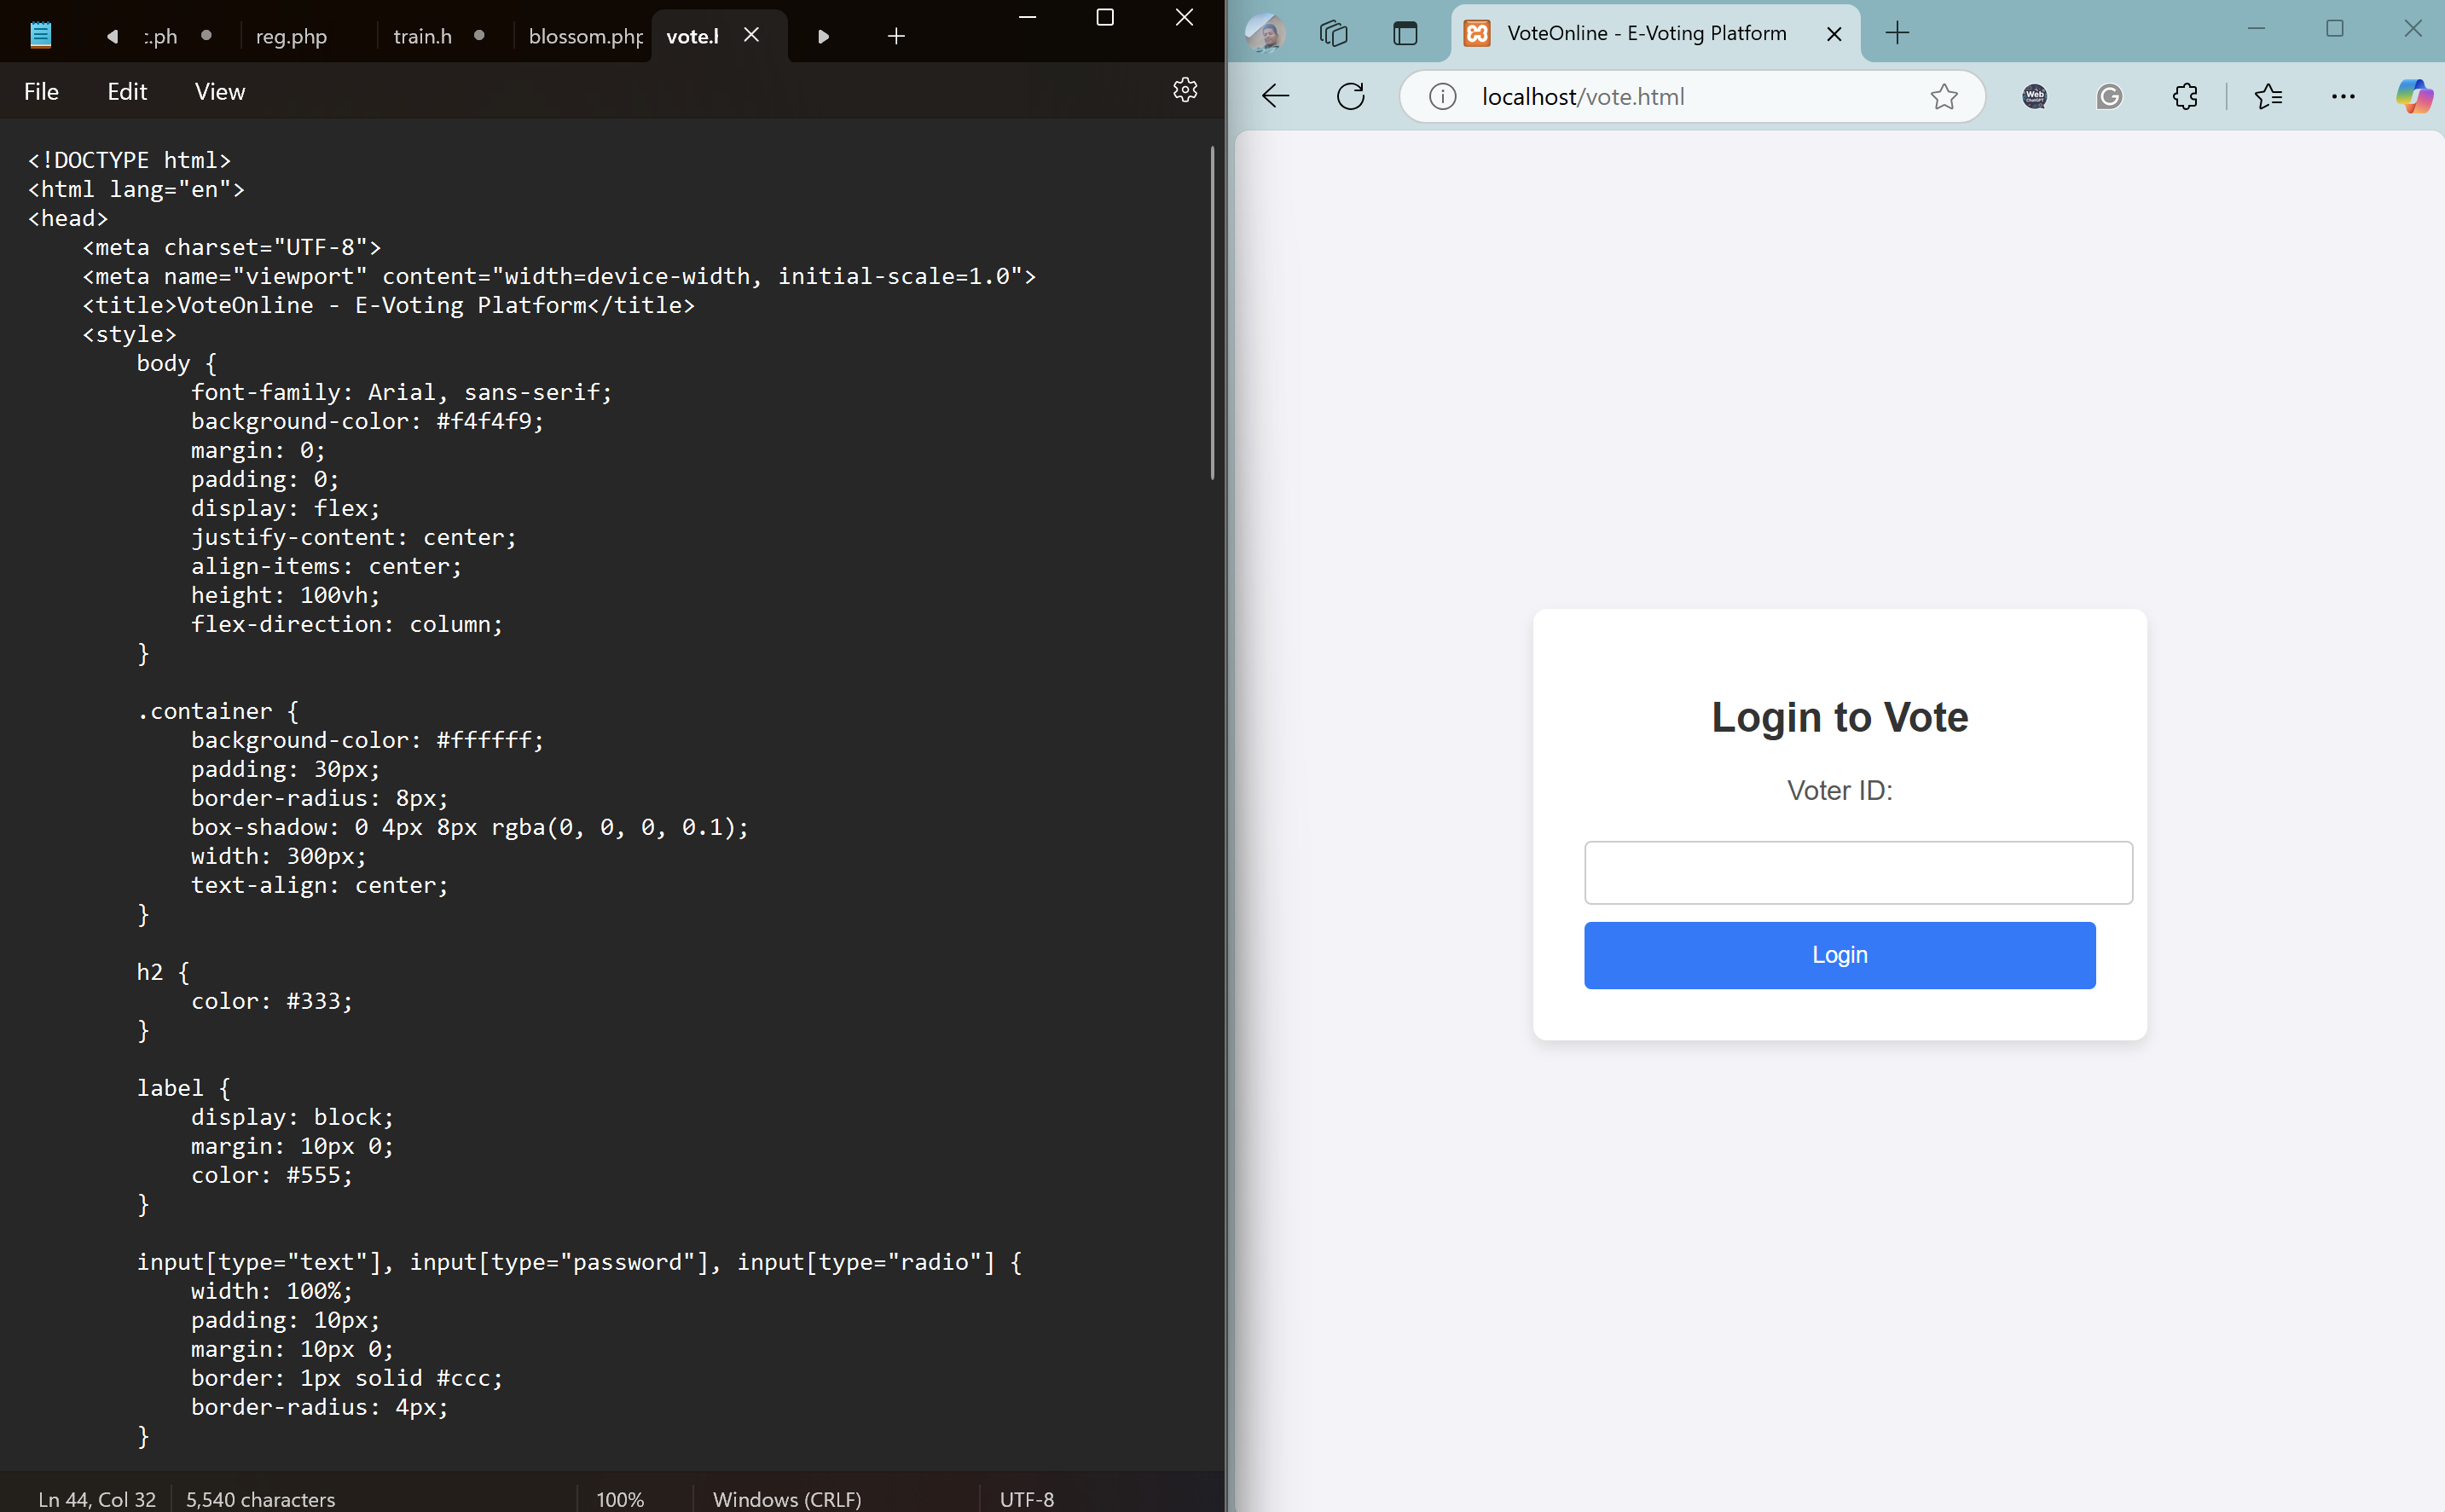 :.ph
reg.php
train.h
blossom.php
vote.h
File
Edit
View
<!DOCTYPE html>
<html lang="en">
<head>
    <meta charset="UTF-8">
    <meta name="viewport" content="width=device-width, initial-scale=1.0">
    <title>VoteOnline - E-Voting Platform</title>
    <style>
        body {
            font-family: Arial, sans-serif;
            background-color: #f4f4f9;
            margin: 0;
            padding: 0;
            display: flex;
            justify-content: center;
            align-items: center;
            height: 100vh;
            flex-direction: column;
        }
        .container {
            background-color: #ffffff;
            padding: 30px;
            border-radius: 8px;
            box-shadow: 0 4px 8px rgba(0, 0, 0, 0.1);
            width: 300px;
            text-align: center;
        }
        h2 {
            color: #333;
        }
        label {
            display: block;
            margin: 10px 0;
            color: #555;
        }
        input[type="text"], input[type="password"], input[type="radio"] {
            width: 100%;
            padding: 10px;
            margin: 10px 0;
            border: 1px solid #ccc;
            border-radius: 4px;
        }
Ln 44, Col 32
5,540 characters
100%
Windows (CRLF)
UTF-8
VoteOnline - E-Voting Platform
localhost/vote.html
Web
Login to Vote
Voter ID:
Login